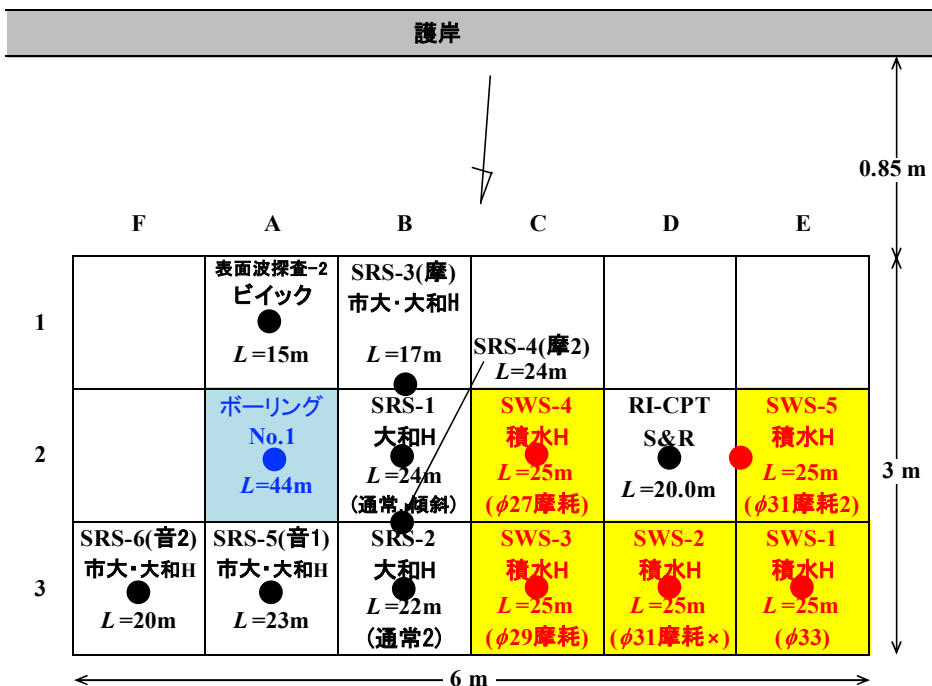 護岸
0.85 m
F
A
B
C
D
E
1
表面波探査-2
ビイック
L=15m
SRS-3(摩)
市大・大和H
L=17m
SRS-4(摩2)
L=24m
2
ボーリング
No.1
L=44m
SRS-1
大和H
L=24m
(通常,傾斜)
SWS-4
積水H
L=25m
(φ27摩耗)
RI-CPT
S&R
L=20.0m
SWS-5
積水H
L=25m
(φ31摩耗2)
3 m
3
SRS-6(音2)
市大・大和H
L=20m
SRS-5(音1)
市大・大和H
L=23m
SRS-2
大和H
L=22m
(通常2)
SWS-3
積水H
L=25m
(φ29摩耗)
SWS-2
積水H
L=25m
(φ31摩耗×)
SWS-1
積水H
L=25m
(φ33)
6 m